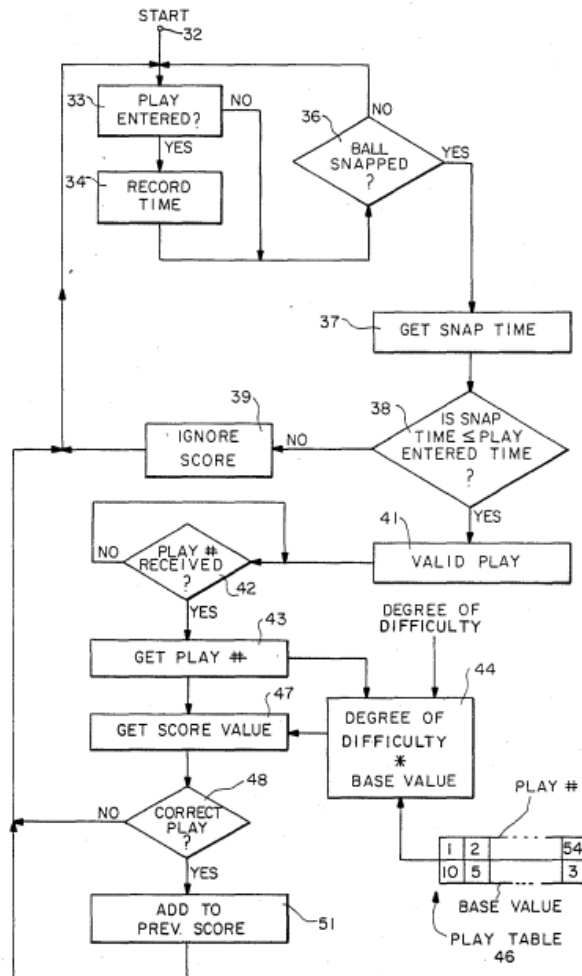 START
32
33
PLAY
ENTERED?
NO
YES
34
RECORD
TIME
NO
36
BALL
SNAPPED
?
YES
37
GET SNAP TIME
38
IS SNAP
TIME ≤ PLAY
ENTERED TIME
?
NO
YES
39
IGNORE
SCORE
41
VALID PLAY
NO
PLAY #
RECEIVED
?
42
YES
43
GET PLAY #
DEGREE OF
DIFFICULTY
44
DEGREE OF
DIFFICULTY
*
BASE VALUE
47
GET SCORE VALUE
48
NO
CORRECT
PLAY
?
YES
PLAY #
1 2 54
10 5 3
BASE VALUE
PLAY TABLE
46
ADD TO
PREV. SCORE
51